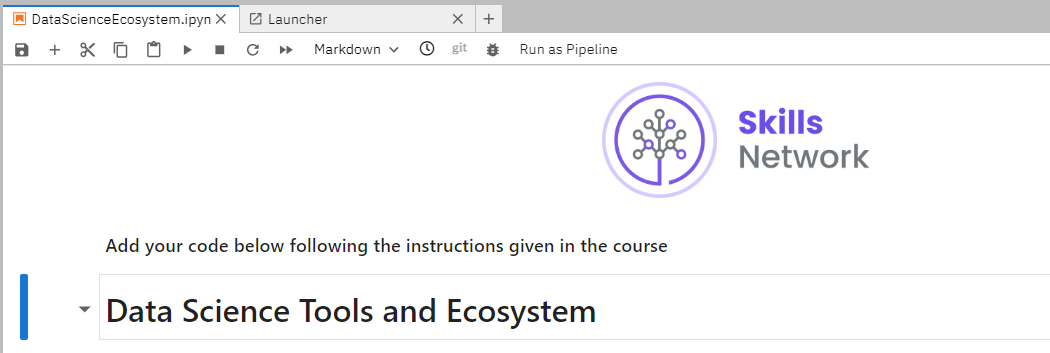 DataScienceEcosystem.ipyn
Launcher
Markdown
git
Run as Pipeline
Skills
Network
Add your code below following the instructions given in the course
Data Science Tools and Ecosystem